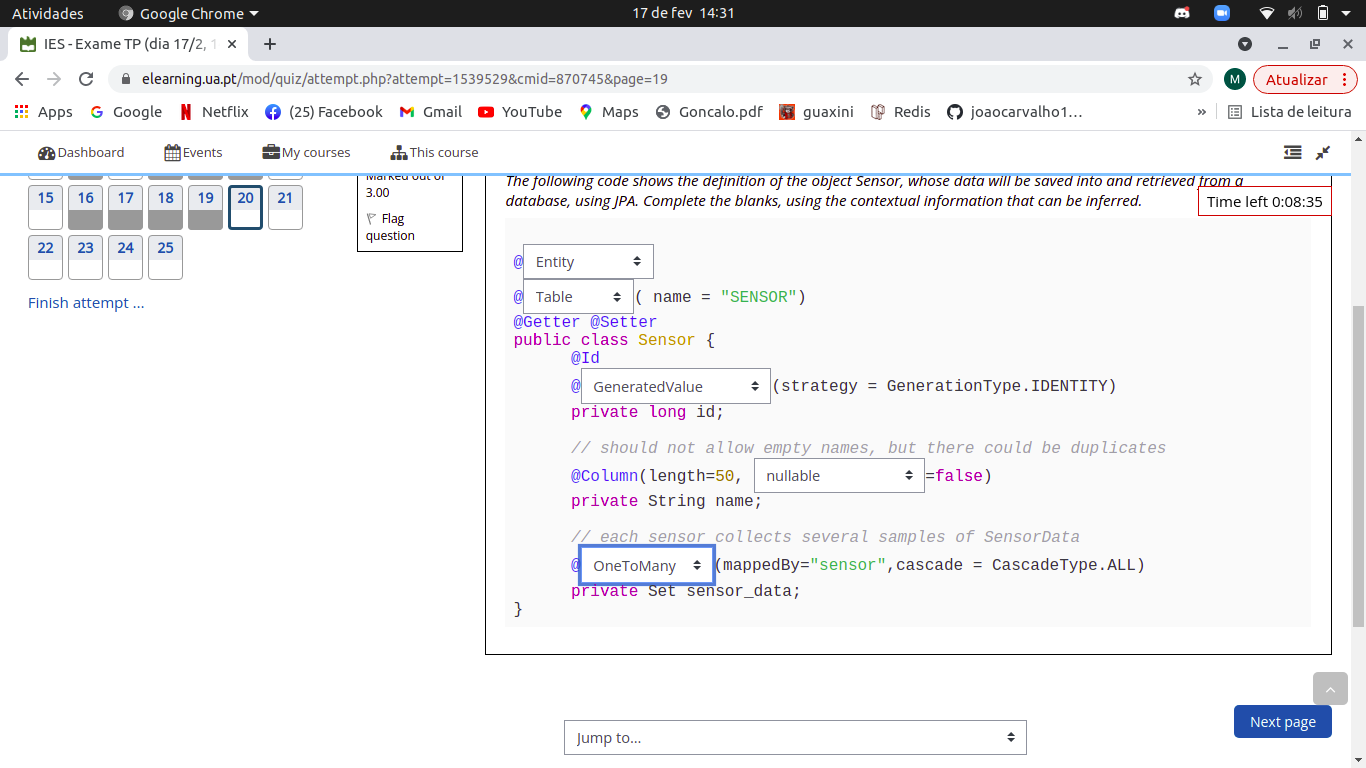 Atividades
Google Chrome
17 de fev 14:31
IES - Exame TP (dia 17/2, 1
elearning.ua.pt/mod/quiz/attempt.php?attempt=1539529&cmid=870745&page=19
M
Atualizar
Apps
Google
Netflix
(25) Facebook
Gmail
YouTube
Maps
Goncalo.pdf
guaxini
Redis
joaocarvalho1...
»
Lista de leitura
Dashboard
Events
My courses
This course
15 16 17 18 19 20 21
22 23 24 25
Finish attempt ...
Marked out of
3.00
Flag
question
The following code shows the definition of the object Sensor, whose data will be saved into and retrieved from a
database, using JPA. Complete the blanks, using the contextual information that can be inferred.
Time left 0:08:35
@ Entity
@ Table ( name = "SENSOR")
@Getter @Setter
public class Sensor {
@Id
@ GeneratedValue (strategy = GenerationType.IDENTITY)
private long id;
// should not allow empty names, but there could be duplicates
@Column(length=50, nullable =false)
private String name;
// each sensor collects several samples of SensorData
@ OneToMany (mappedBy="sensor",cascade = CascadeType.ALL)
private Set sensor_data;
}
Next page
Jump to...